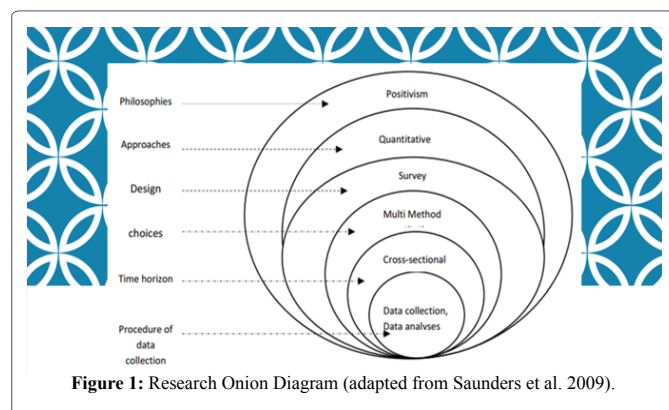 Philosophies
Positivism
Approaches
Quantitative
Design
Survey
choices
Multi Method
Time horizon
Cross-sectional
Procedure of
data
collection
Data collection,
Data analyses
Figure 1: Research Onion Diagram (adapted from Saunders et al. 2009).